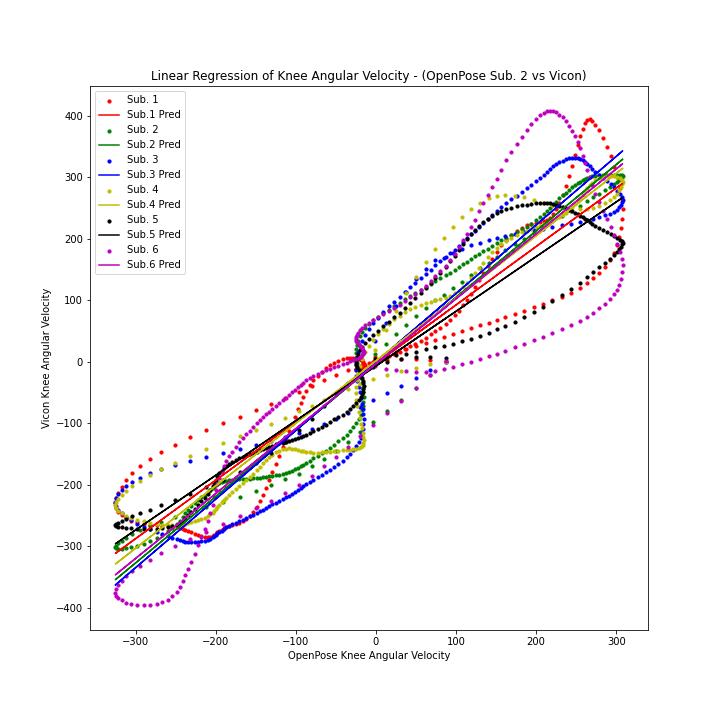 Linear Regression of Knee Angular Velocity - (OpenPose Sub. 2 vs Vicon)
Sub. 1
Sub.1 Pred
Sub. 2
Sub.2 Pred
Sub. 3
Sub.3 Pred
Sub. 4
Sub.4 Pred
Sub. 5
Sub.5 Pred
Sub. 6
Sub.6 Pred
Vicon Knee Angular Velocity
400
300
200
100
0
−100
−200
−300
−400
−300
−200
−100
0
100
200
300
OpenPose Knee Angular Velocity